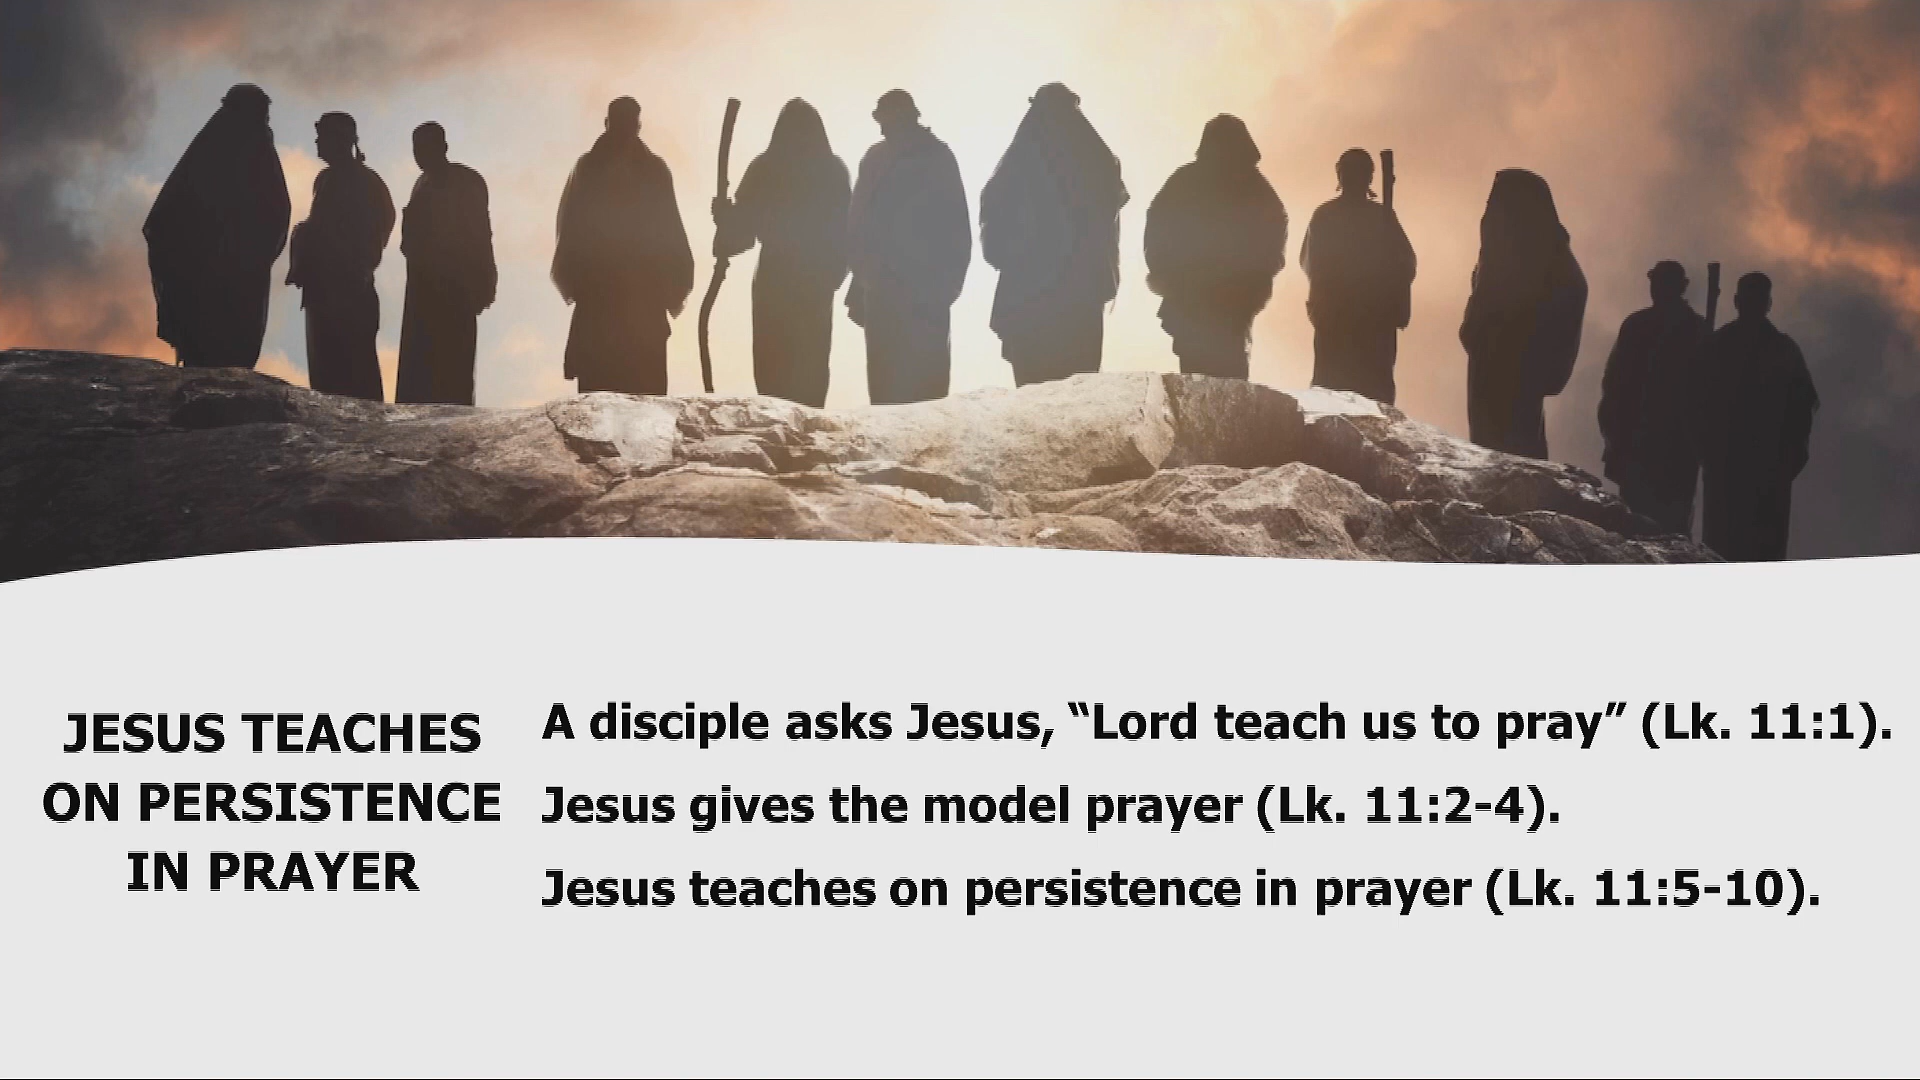 JESUS TEACHES
ON PERSISTENCE
IN PRAYER
A disciple asks Jesus, “Lord teach us to pray” (Lk. 11:1).
Jesus gives the model prayer (Lk. 11:2-4).
Jesus teaches on persistence in prayer (Lk. 11:5-10).